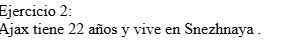 Ejercicio 2:
Ajax tiene 22 años y vive en Snezhnaya .